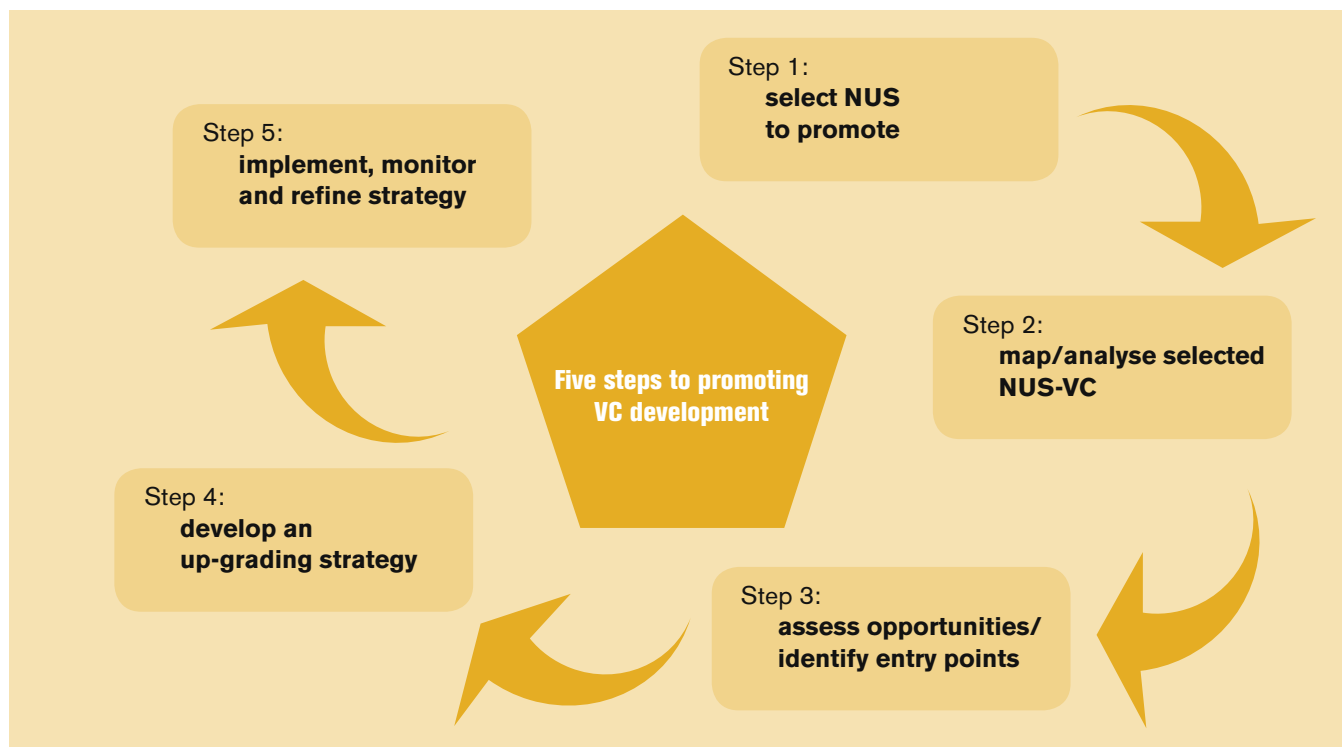 Step 1:
select NUS
to promote
Step 2:
map/analyse selected
NUS-VC
Step 3:
assess opportunities/
identify entry points
Step 4:
develop an
up-grading strategy
Step 5:
implement, monitor
and refine strategy
Five steps to promoting
VC development